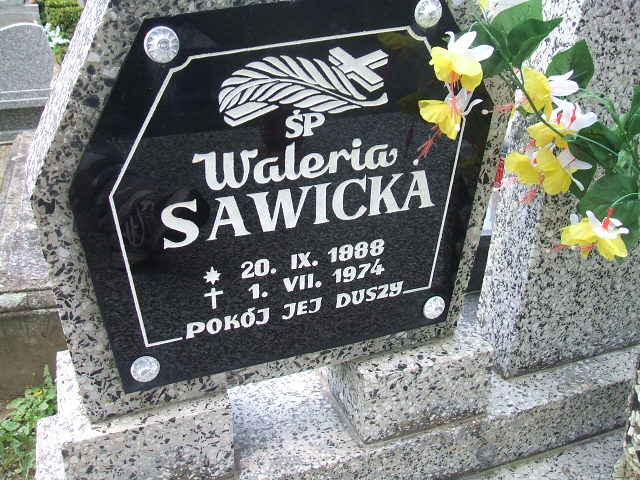 ŚP
Waleria
SAWICKA
20. IX. 1888
1. VII. 1974
POKÓJ JEJ DUSZY